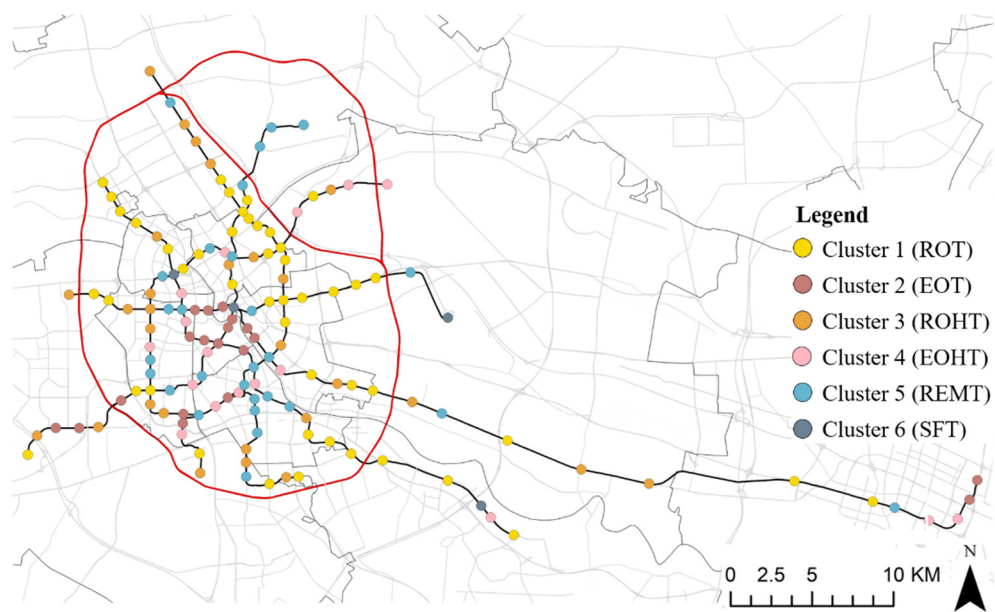 Legend
Cluster 1 (ROT)
Cluster 2 (EOT)
Cluster 3 (ROHT)
Cluster 4 (EOHT)
Cluster 5 (REMT)
Cluster 6 (SFT)
N
0 2.5 5 10 KM